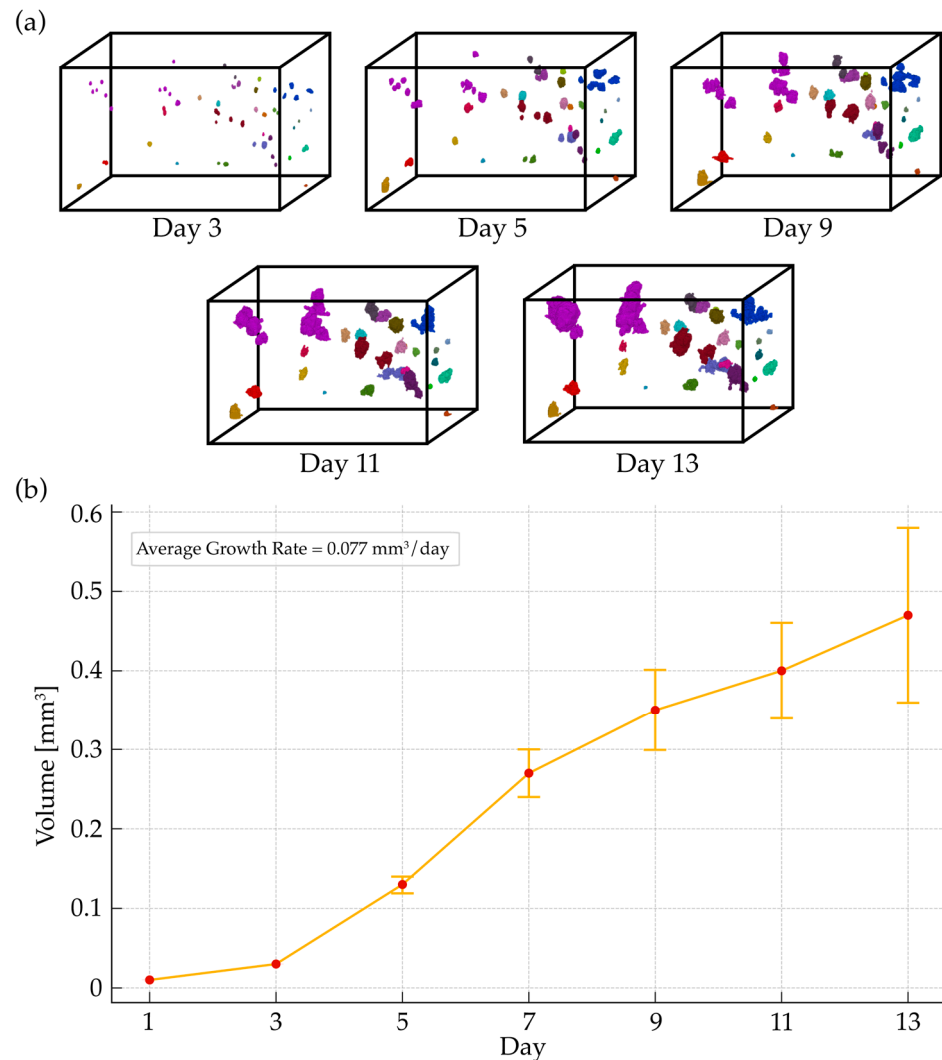 (a)
Day 3
Day 5
Day 9
Day 11
Day 13
(b)
0.6
Average Growth Rate = 0.077 mm³/day
0.5
0.4
0.3
0.2
0.1
0
Volume [mm³]
1 3 5 7 9 11 13
Day